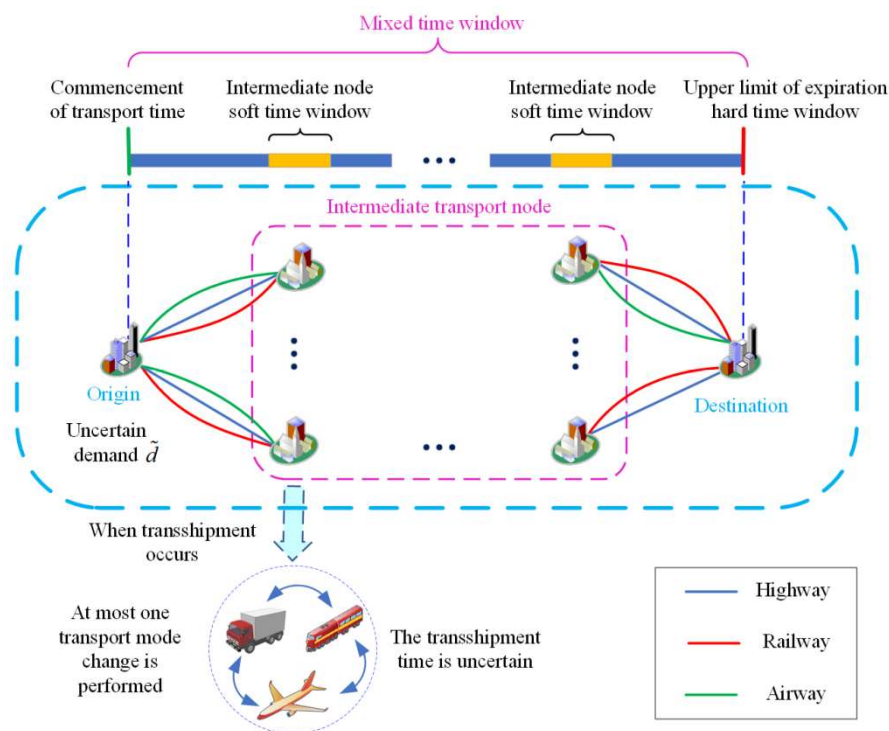 Mixed time window
Commencement
of transport time
Intermediate node
soft time window
Intermediate node
soft time window
Upper limit of expiration
hard time window
Intermediate transport node
Origin
Destination
Uncertain
demand d̃
When transshipment
occurs
At most one
transport mode
change is
performed
The transshipment
time is uncertain
Highway
Railway
Airway